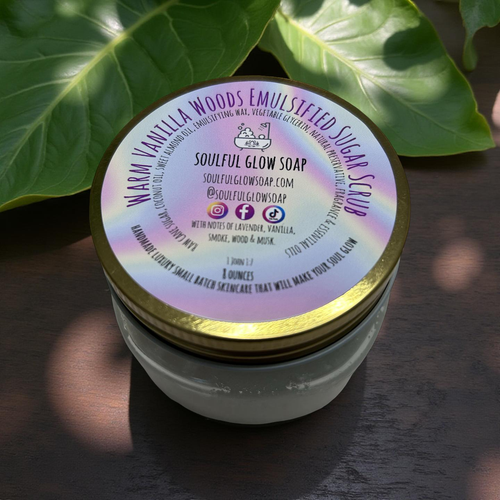 Warm Vanilla Woods Emulsified Sugar Scrub
Raw cane sugar, coconut oil, sweet almond oil, emulsifying wax, vegetable glycerin, natural preservative, fragrance & essential oils
SOULFUL GLOW SOAP
SOULFULGLOWSOAP.COM
@SOULFULGLOWSOAP
WITH NOTES OF LAVENDER, VANILLA,
SMOKE, WOOD & MUSK.
1 JOHN 1:7
8 OUNCES
HANDMADE LUXURY SMALL BATCH SKINCARE THAT WILL MAKE YOUR SOUL GLOW